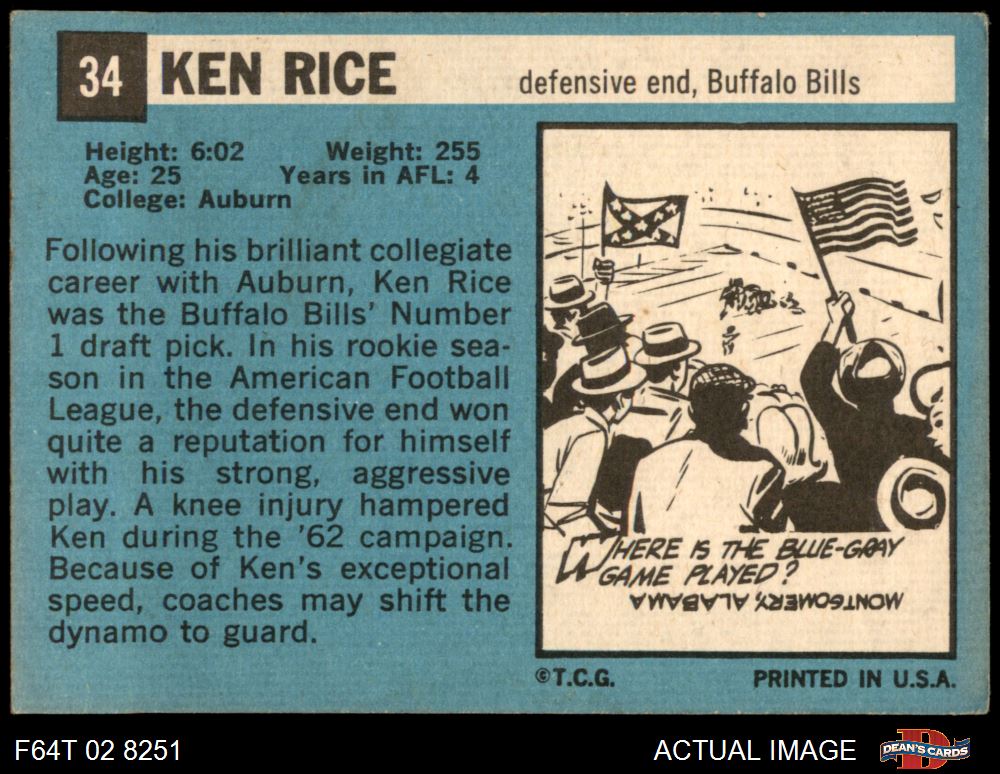 34 KEN RICE defensive end, Buffalo Bills
Height: 6:02 Weight: 255
Age: 25 Years in AFL: 4
College: Auburn
Following his brilliant collegiate
career with Auburn, Ken Rice
was the Buffalo Bills' Number
1 draft pick. In his rookie sea-
son in the American Football
League, the defensive end won
quite a reputation for himself
with his strong, aggressive
play. A knee injury hampered
Ken during the '62 campaign.
Because of Ken's exceptional
speed, coaches may shift the
dynamo to guard.
WHERE IS THE BLUE-GRAY
GAME PLAYED?
MONTGOMERY, ALABAMA
©T.C.G. PRINTED IN U.S.A.
F64T 02 8251 ACTUAL IMAGE DEAN'S CARDS